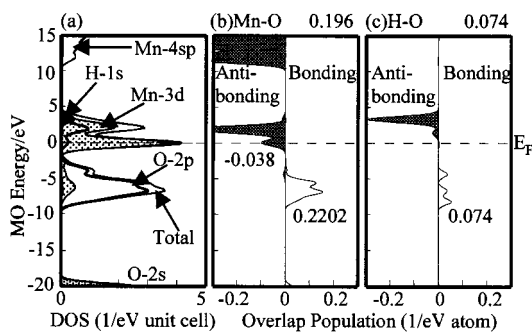 (a) (b)Mn-O 0.196 (c)H-O 0.074
MO Energy/eV
15
10
5
0
-5
-10
-15
-20
Mn-4sp
H-1s
Mn-3d
O-2p
Total
O-2s
Anti-
bonding
Bonding
-0.038
0.2202
Anti-
bonding
Bonding
0.074
E_F
0 5
-0.2 0 0.2
-0.2 0 0.2
DOS (1/eV unit cell) Overlap Population (1/eV atom)